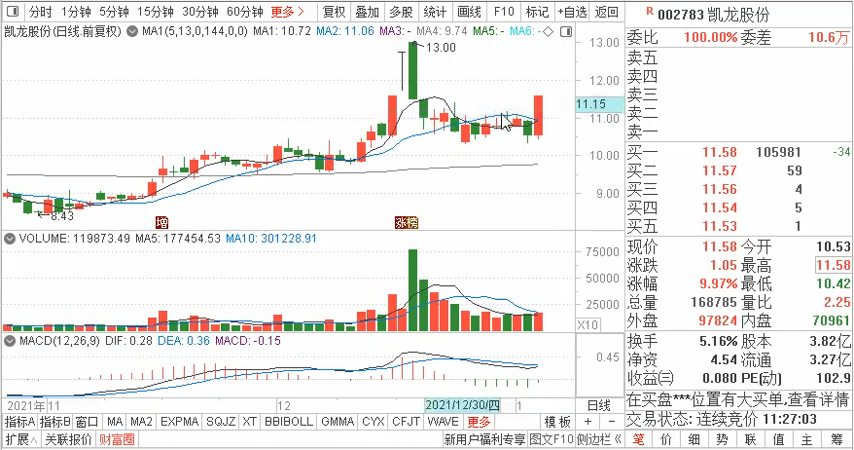 分时 1分钟 5分钟 15分钟 30分钟 60分钟 更多> 复权 叠加 多股 统计 画线 F10 标记 +自选 返回
R 002783 凯龙股份
凯龙股份(日线.前复权) MA1(5,13,0,144,0,0) MA1: 10.72 MA2: 11.06 MA3: - MA4: 9.74 MA5: - MA6: -
委比 100.00% 委差 10.6万
卖五
卖四
卖三
卖二
卖一
买一 11.58 105981 -34
买二 11.57 59
买三 11.56 4
买四 11.54 5
买五 11.53 1
现价 11.58 今开 10.53
涨跌 1.05 最高 11.58
涨幅 9.97% 最低 10.42
总量 168785 量比 2.25
外盘 97824 内盘 70961
换手 5.16% 股本 3.82亿
净资 4.54 流通 3.27亿
收益㈢ 0.080 PE(动) 102.9
在买盘***位置有大买单,查看详情
交易状态: 连续竞价 11:27:03
笔 价 细 势 联 值 主 筹
13.00
13.00
12.00
11.15
11.00
10.00
9.00
8.43
增
涨榜
VOLUME: 119873.49 MA5: 177454.53 MA10: 301228.91
75000
50000
25000
X10
MACD(12,26,9) DIF: 0.28 DEA: 0.36 MACD: -0.15
0.45
2021年11 12 2021/12/30/四 1 日线
指标A 指标B 窗口 MA MA2 EXPMA SQJZ XT BBIBOLL GMMA CYX CFJT WAVE 更多 模板 + -
扩展∧ 关联报价 财富圈 新用户福利专享 图文F10 侧边栏《